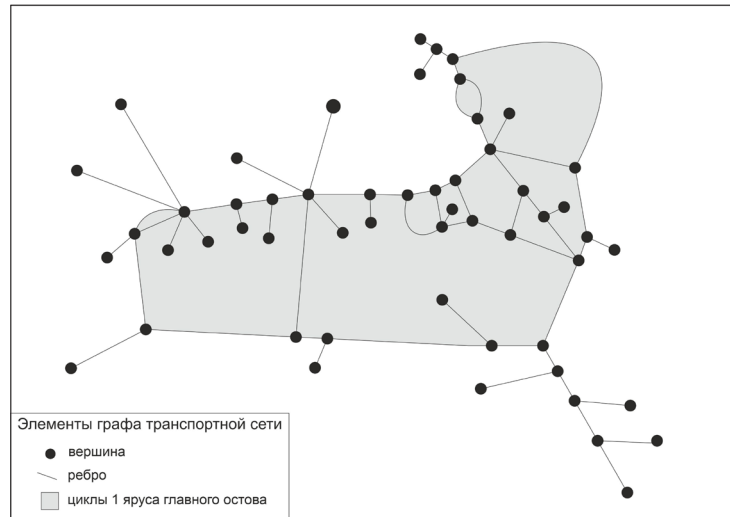 Элементы графа транспортной сети
вершина
ребро
циклы 1 яруса главного остова